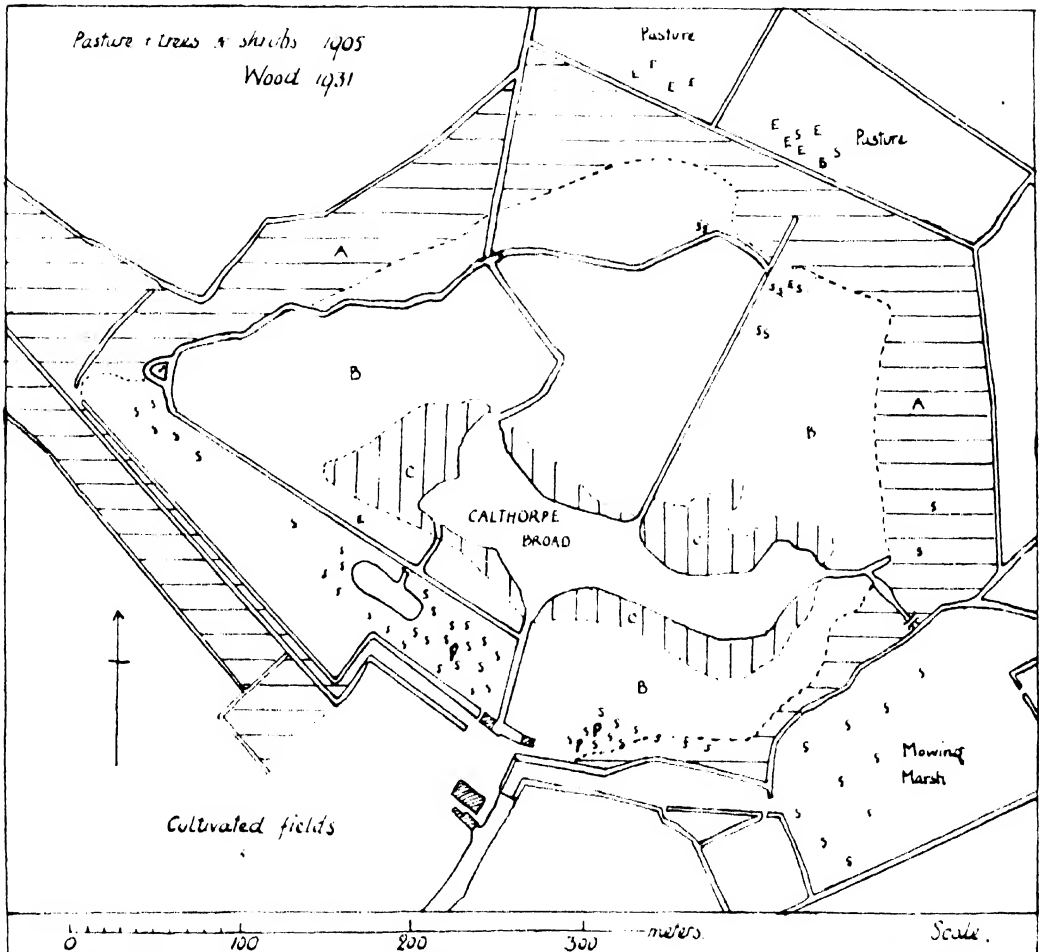 Pasture + trees & shrubs 1905
Wood 1931
Pasture
E E
E S
E S E
E E S
B
Pasture
A
S S
S S E S
S S
B
A
B
S S
S S S
C
S
E
S
CALTHORPE
BROAD
C
S
S
S S
S
C
S S S
P
B
S
P
P
S S S S
Mowing
Marsh
Cultivated fields
0 100 200 300 meters.
Scale.